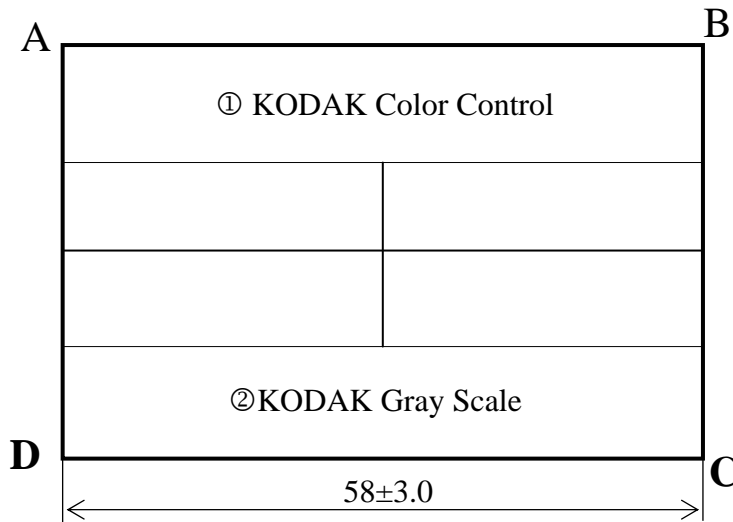 A B
① KODAK Color Control
②KODAK Gray Scale
D C
58±3.0